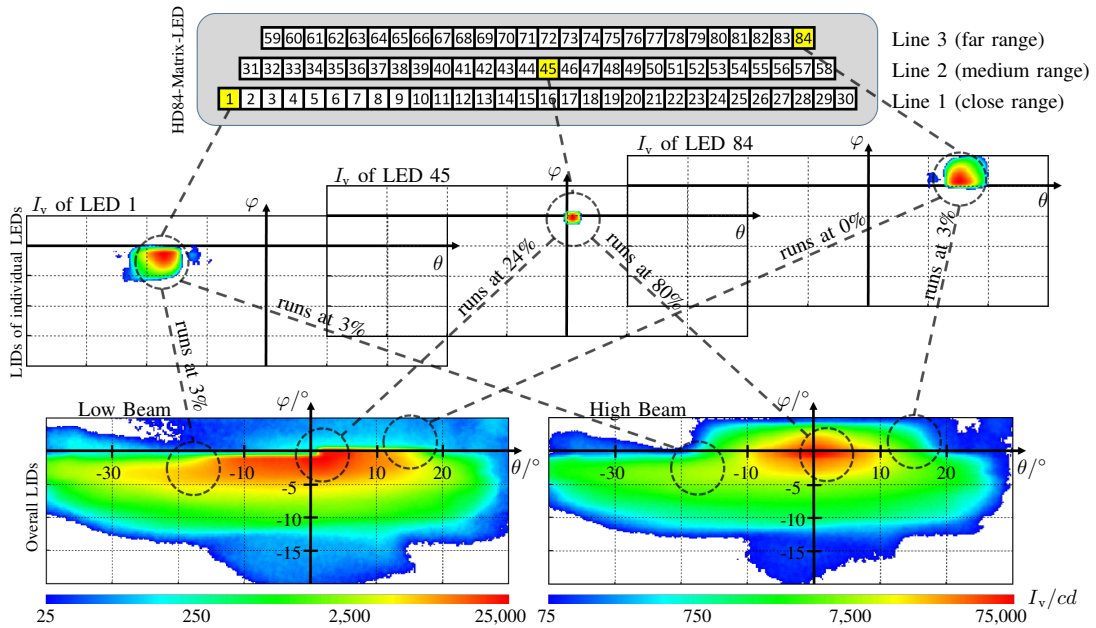 HD84-Matrix-LED
59 60 61 62 63 64 65 66 67 68 69 70 71 72 73 74 75 76 77 78 79 80 81 82 83 84
Line 3 (far range)
31 32 33 34 35 36 37 38 39 40 41 42 43 44 45 46 47 48 49 50 51 52 53 54 55 56 57 58
Line 2 (medium range)
1 2 3 4 5 6 7 8 9 10 11 12 13 14 15 16 17 18 19 20 21 22 23 24 25 26 27 28 29 30
Line 1 (close range)
LIDs of individual LEDs
Iv of LED 1
φ
θ
Iv of LED 45
φ
θ
Iv of LED 84
φ
θ
runs at 3%
runs at 3%
runs at 24%
runs at 80%
runs at 0%
runs at 3%
Overall LIDs
Low Beam
φ/°
θ/°
-30
-10
10
20
-5
-10
-15
High Beam
φ/°
θ/°
-30
-10
10
20
-5
-10
-15
25
250
2,500
25,000
75
750
7,500
75,000
Iv/cd